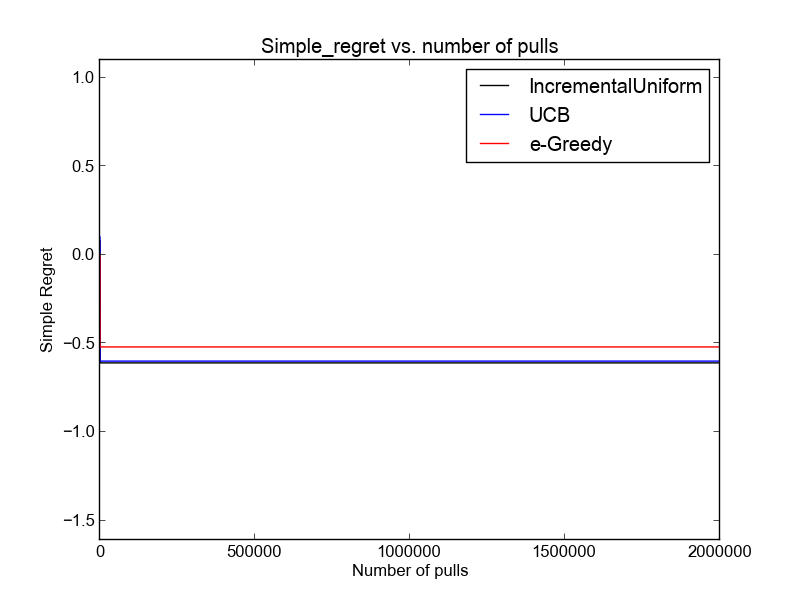 Simple_regret vs. number of pulls
IncrementalUniform
UCB
e-Greedy
1.0
0.5
0.0
−0.5
−1.0
−1.5
Simple Regret
0
500000
1000000
1500000
2000000
Number of pulls